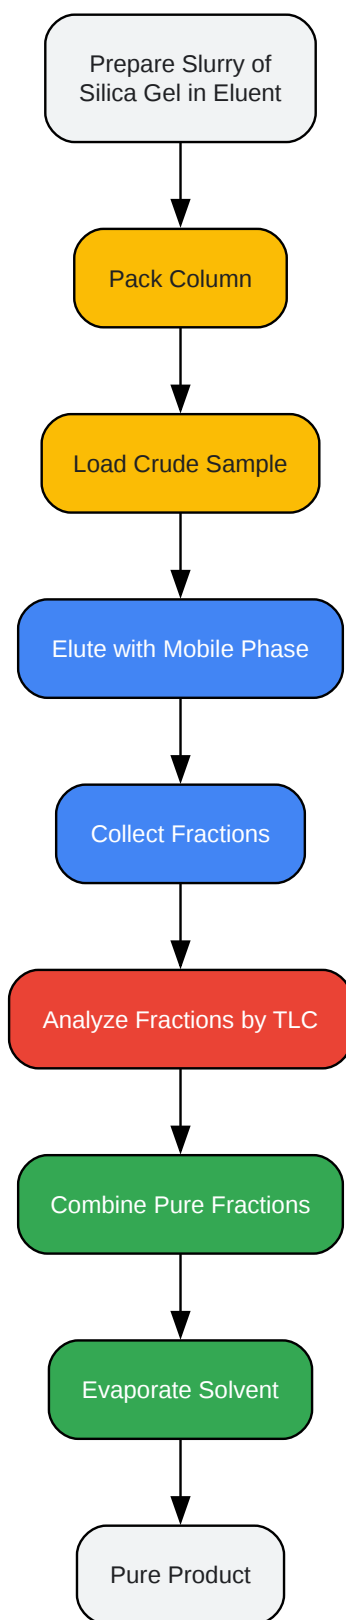 Prepare Slurry of
Silica Gel in Eluent
Pack Column
Load Crude Sample
Elute with Mobile Phase
Collect Fractions
Analyze Fractions by TLC
Combine Pure Fractions
Evaporate Solvent
Pure Product